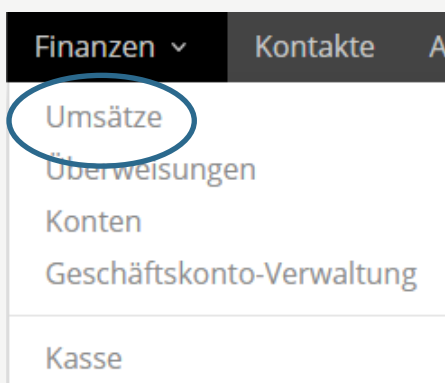 Finanzen Kontakte A
Umsätze
Überweisungen
Konten
Geschäftskonto-Verwaltung
Kasse